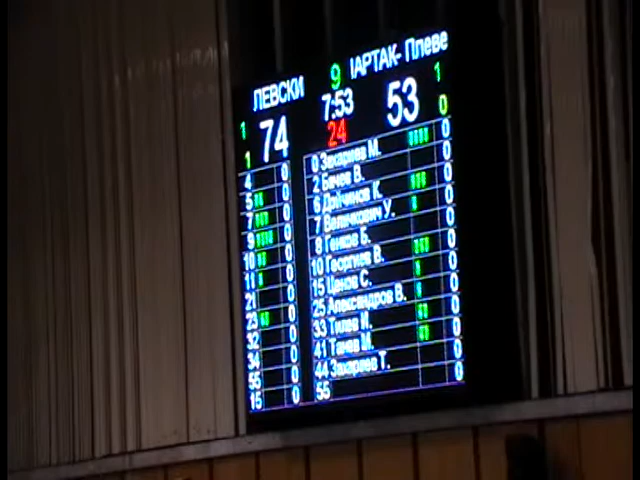 ЛЕВСКИ 9 ІАРТАК- Плеве
1 74 7:53 53 1
1 24 0
4 0
5 0
7 0
9 0
10 0
11 0
21 0
23 0
32 0
34 0
55 0
15 0
0 Захариев М. 0
2 Бачев В. 0
6 К. 0
7 Величкович У. 0
8 Генков Б. 0
10 Георгиев В. 0
15 Ценов С. 0
25 Александров В. 0
33 Тилев И. 0
41 Танев М. 0
44 Захариев Т. 0
55 0